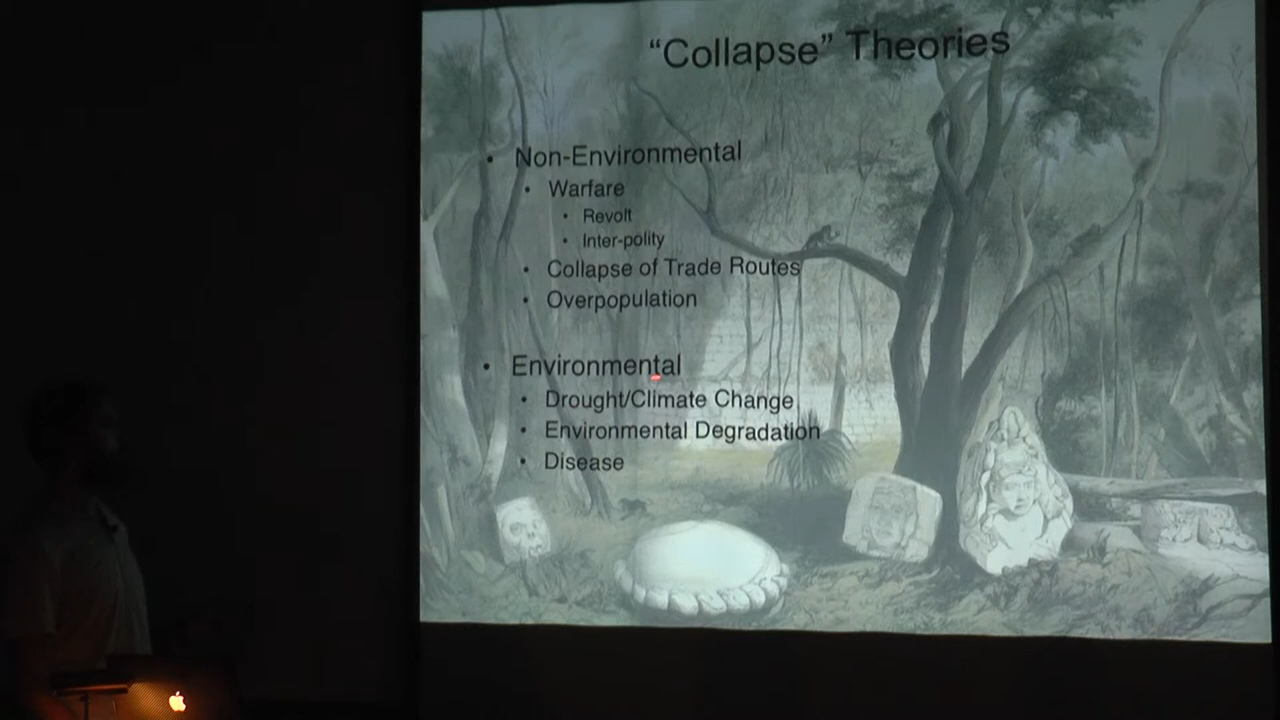 “Collapse” Theories
• Non-Environmental
• Warfare
• Revolt
• Inter-polity
• Collapse of Trade Routes
• Overpopulation
• Environmental
• Drought/Climate Change
• Environmental Degradation
• Disease